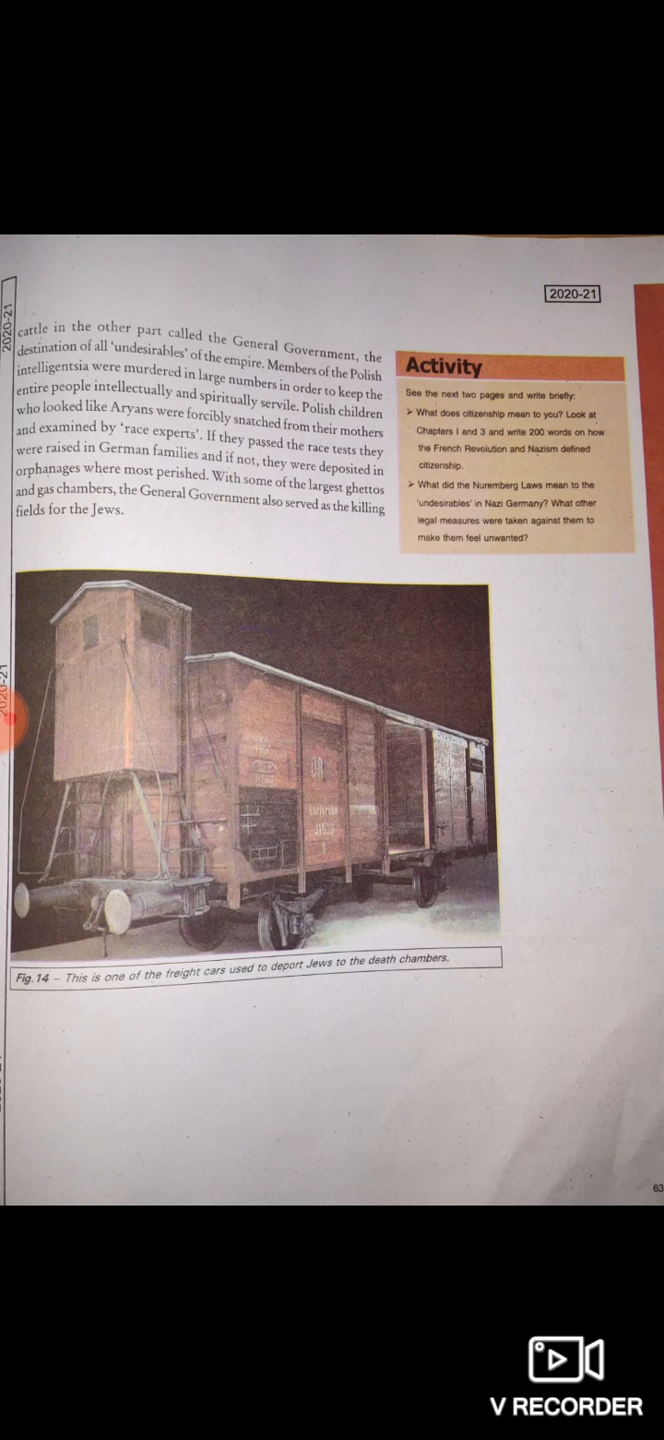 2020-21
2020-21
cattle in the other part called the General Government, the
destination of all 'undesirables' of the empire. Members of the Polish
intelligentsia were murdered in large numbers in order to keep the
entire people intellectually and spiritually servile. Polish children
who looked like Aryans were forcibly snatched from their mothers
and examined by 'race experts'. If they passed the race tests they
were raised in German families and if not, they were deposited in
orphanages where most perished. With some of the largest ghettos
and gas chambers, the General Government also served as the killing
fields for the Jews.
Activity
See the next two pages and write briefly:
➤ What does citizenship mean to you? Look at
Chapters I and 3 and write 200 words on how
the French Revolution and Nazism defined
citizenship.
➤ What did the Nuremberg Laws mean to the
'undesirables' in Nazi Germany? What other
legal measures were taken against them to
make them feel unwanted?
2020-21
Karlsruhe
Fig.14 – This is one of the freight cars used to deport Jews to the death chambers.
63
V RECORDER